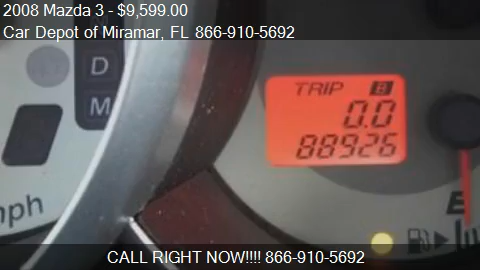 2008 Mazda 3 - $9,599.00
Car Depot of Miramar, FL 866-910-5692
D
M
TRIP B
0.0
88926
mph
E
CALL RIGHT NOW!!!! 866-910-5692